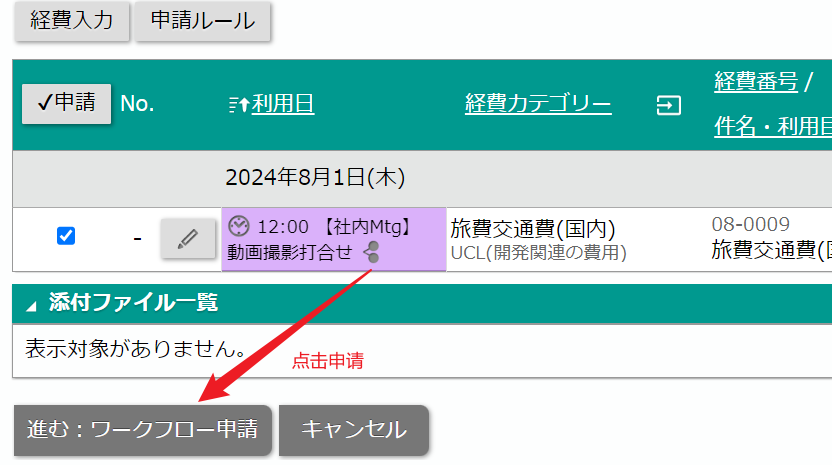 経費入力 申請ルール
✓申請 No. 利用日 経費カテゴリー 経費番号 /
件名・利用目
2024年8月1日(木)
- 12:00 【社内Mtg】 旅費交通費(国内) 08-0009
動画撮影打合せ UCL(開発関連の費用) 旅費交通費(国
添付ファイル一覧
表示対象がありません。
点击申请
進む：ワークフロー申請 キャンセル